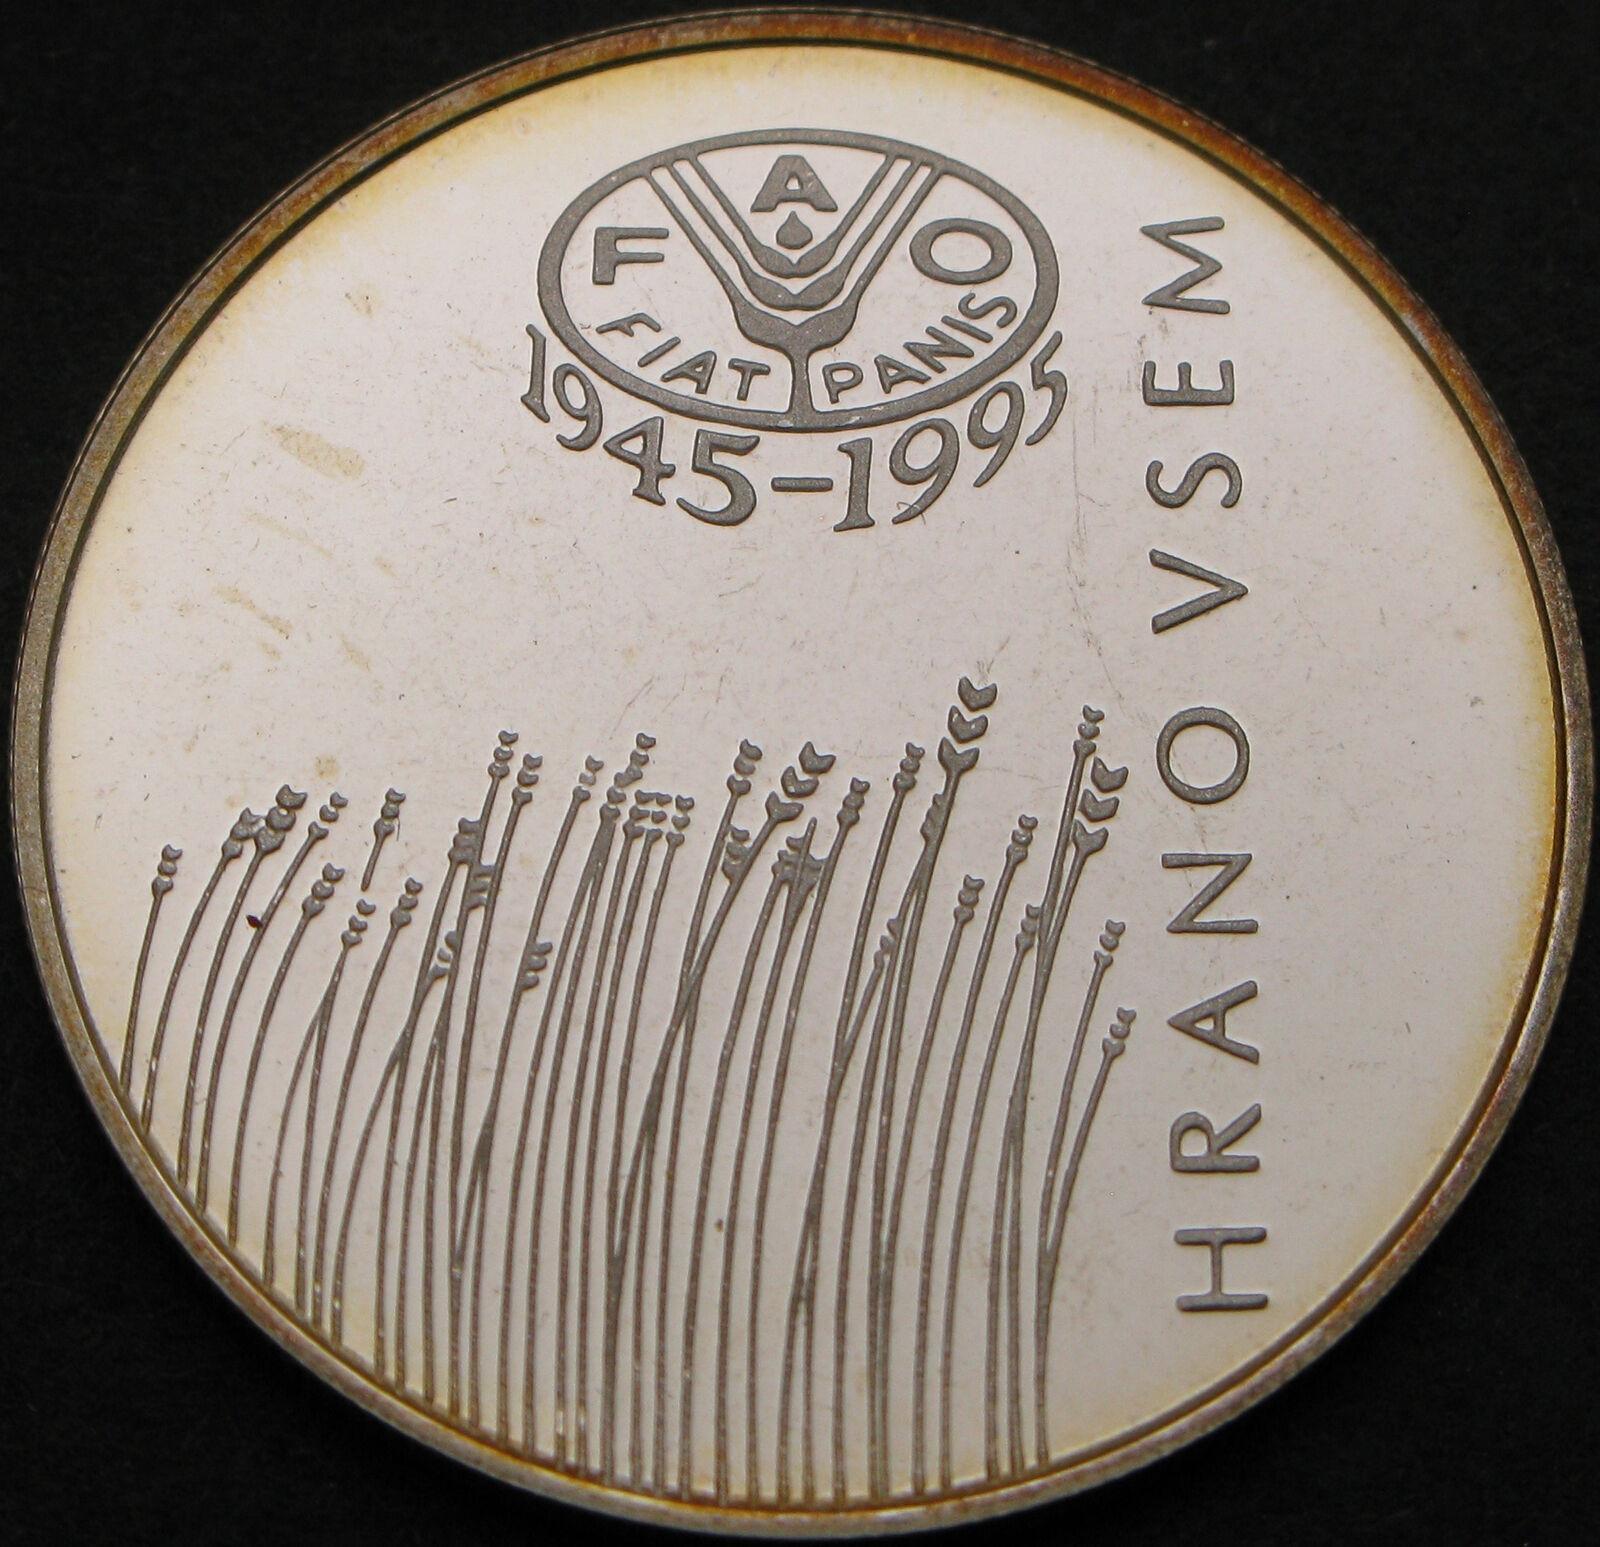 F A O
FIAT PANIS
1945–1995
HRANO VSEM